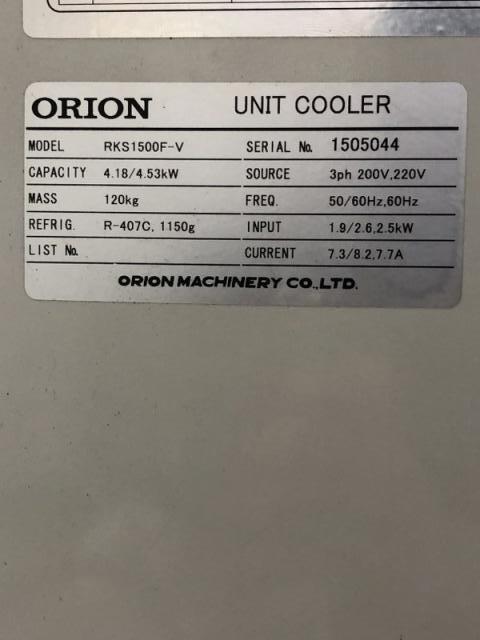 ORION UNIT COOLER
MODEL RKS1500F-V SERIAL No. 1505044
CAPACITY 4.18/4.53kW SOURCE 3ph 200V,220V
MASS 120kg FREQ. 50/60Hz,60Hz
REFRIG. R-407C, 1150g INPUT 1.9/2.6,2.5kW
LIST No. CURRENT 7.3/8.2,7.7A
ORION MACHINERY CO.,LTD.